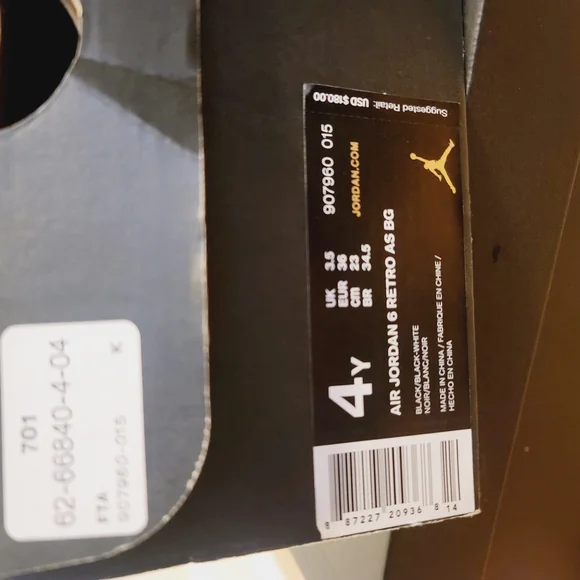 Suggested Retail: USD $180.00
907960 015
JORDAN.COM
UK 3.5
EUR 36
cm 23
BR 34.5
4Y
AIR JORDAN 6 RETRO AS BG
BLACK/BLACK-WHITE
NOIR/BLANC/NOIR
MADE IN CHINA / FABRIQUE EN CHINE /
HECHO EN CHINA
8 87227 20936 8 14
701
62-66840-4-04
FTA K
907960-015